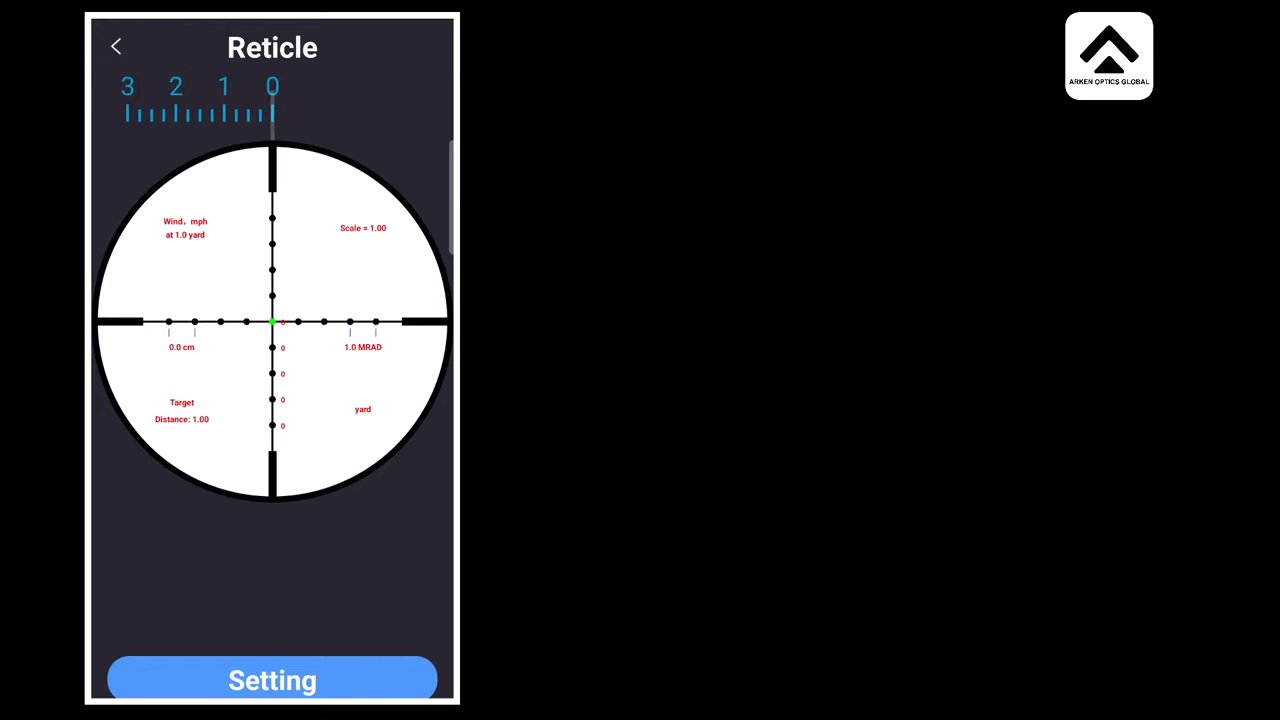 Reticle
3 2 1 0
Wind, mph
at 1.0 yard
Scale = 1.00
0
0.0 cm
0
1.0 MRAD
0
0
0
Target
Distance: 1.00
yard
Setting
ARKEN OPTICS GLOBAL